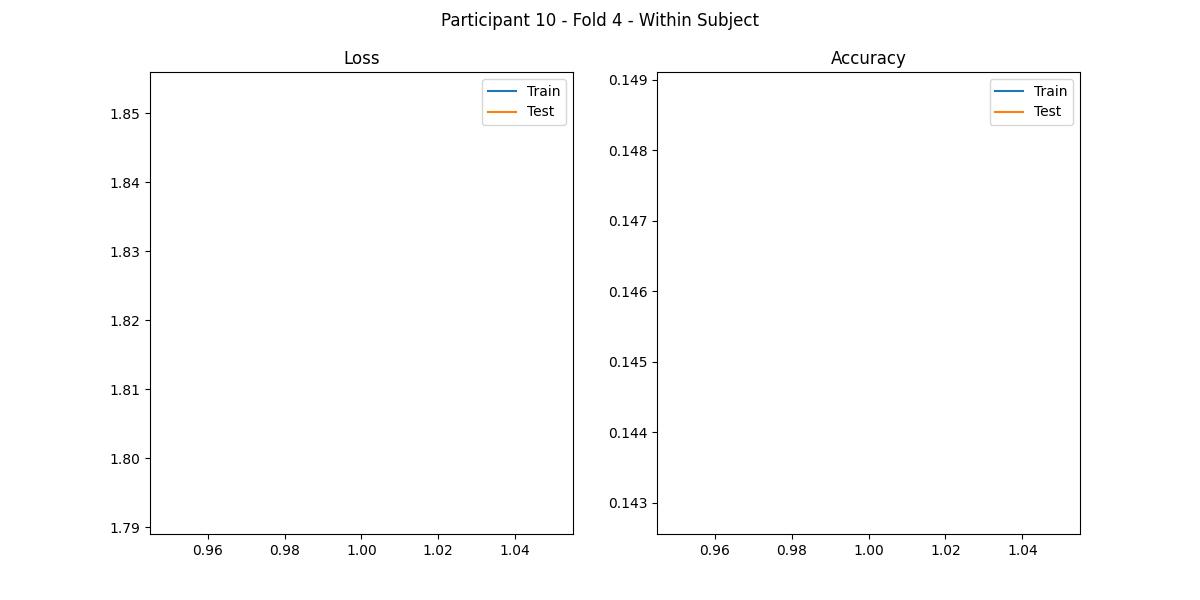 Participant 10 - Fold 4 - Within Subject
Loss
Train
Test
1.85
1.84
1.83
1.82
1.81
1.80
1.79
0.96 0.98 1.00 1.02 1.04
Accuracy
Train
Test
0.149
0.148
0.147
0.146
0.145
0.144
0.143
0.96 0.98 1.00 1.02 1.04